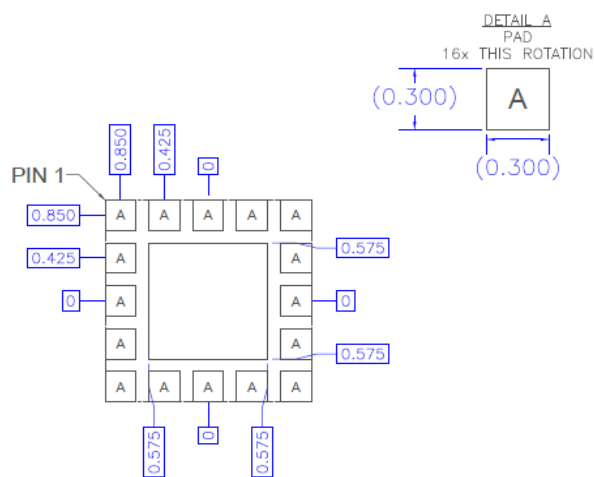 DETAIL A
PAD
16x THIS ROTATION
(0.300)
A
(0.300)
0.850
0.425
0
PIN 1
0.850
A A A A A
0.425
A
A
0.575
0
A
A
0
A
A
0.575
A A A A A
0.575
0
0.575